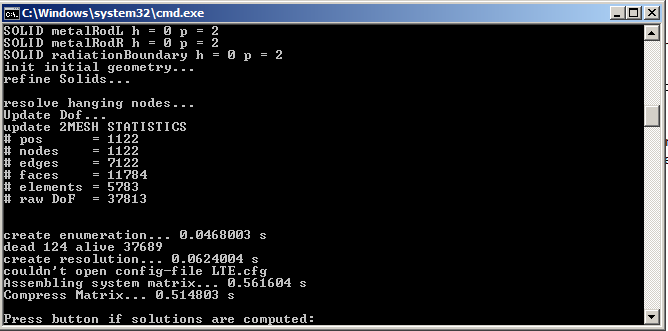 C:\Windows\system32\cmd.exe
SOLID metalRodL h = 0 p = 2
SOLID metalRodR h = 0 p = 2
SOLID radiationBoundary h = 0 p = 2
init initial geometry...
refine Solids...
resolve hanging nodes...
Update Dof...
update 2MESH STATISTICS
# pos      = 1122
# nodes    = 1122
# edges    = 7122
# faces    = 11784
# elements = 5783
# raw DoF  = 37813
create enumeration... 0.0468003 s
dead 124 alive 37689
create resolution... 0.0624004 s
couldn't open config-file LTE.cfg
Assembling system matrix... 0.561604 s
Compress Matrix... 0.514803 s
Press button if solutions are computed: